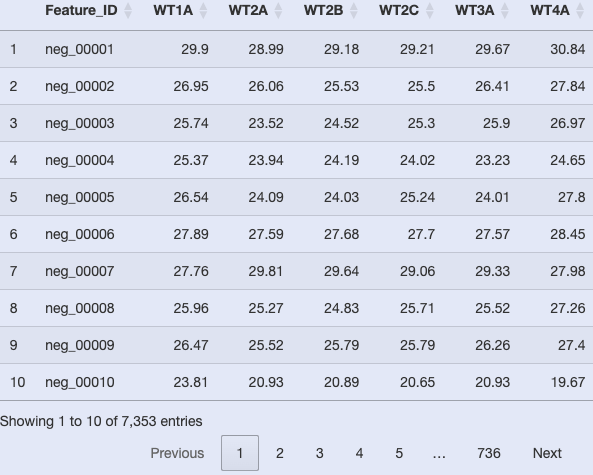 Feature_ID WT1A WT2A WT2B WT2C WT3A WT4A
1 neg_00001 29.9 28.99 29.18 29.21 29.67 30.84
2 neg_00002 26.95 26.06 25.53 25.5 26.41 27.84
3 neg_00003 25.74 23.52 24.52 25.3 25.9 26.97
4 neg_00004 25.37 23.94 24.19 24.02 23.23 24.65
5 neg_00005 26.54 24.09 24.03 25.24 24.01 27.8
6 neg_00006 27.89 27.59 27.68 27.7 27.57 28.45
7 neg_00007 27.76 29.81 29.64 29.06 29.33 27.98
8 neg_00008 25.96 25.27 24.83 25.71 25.52 27.26
9 neg_00009 26.47 25.52 25.79 25.79 26.26 27.4
10 neg_00010 23.81 20.93 20.89 20.65 20.93 19.67
Showing 1 to 10 of 7,353 entries
Previous 1 2 3 4 5 … 736 Next